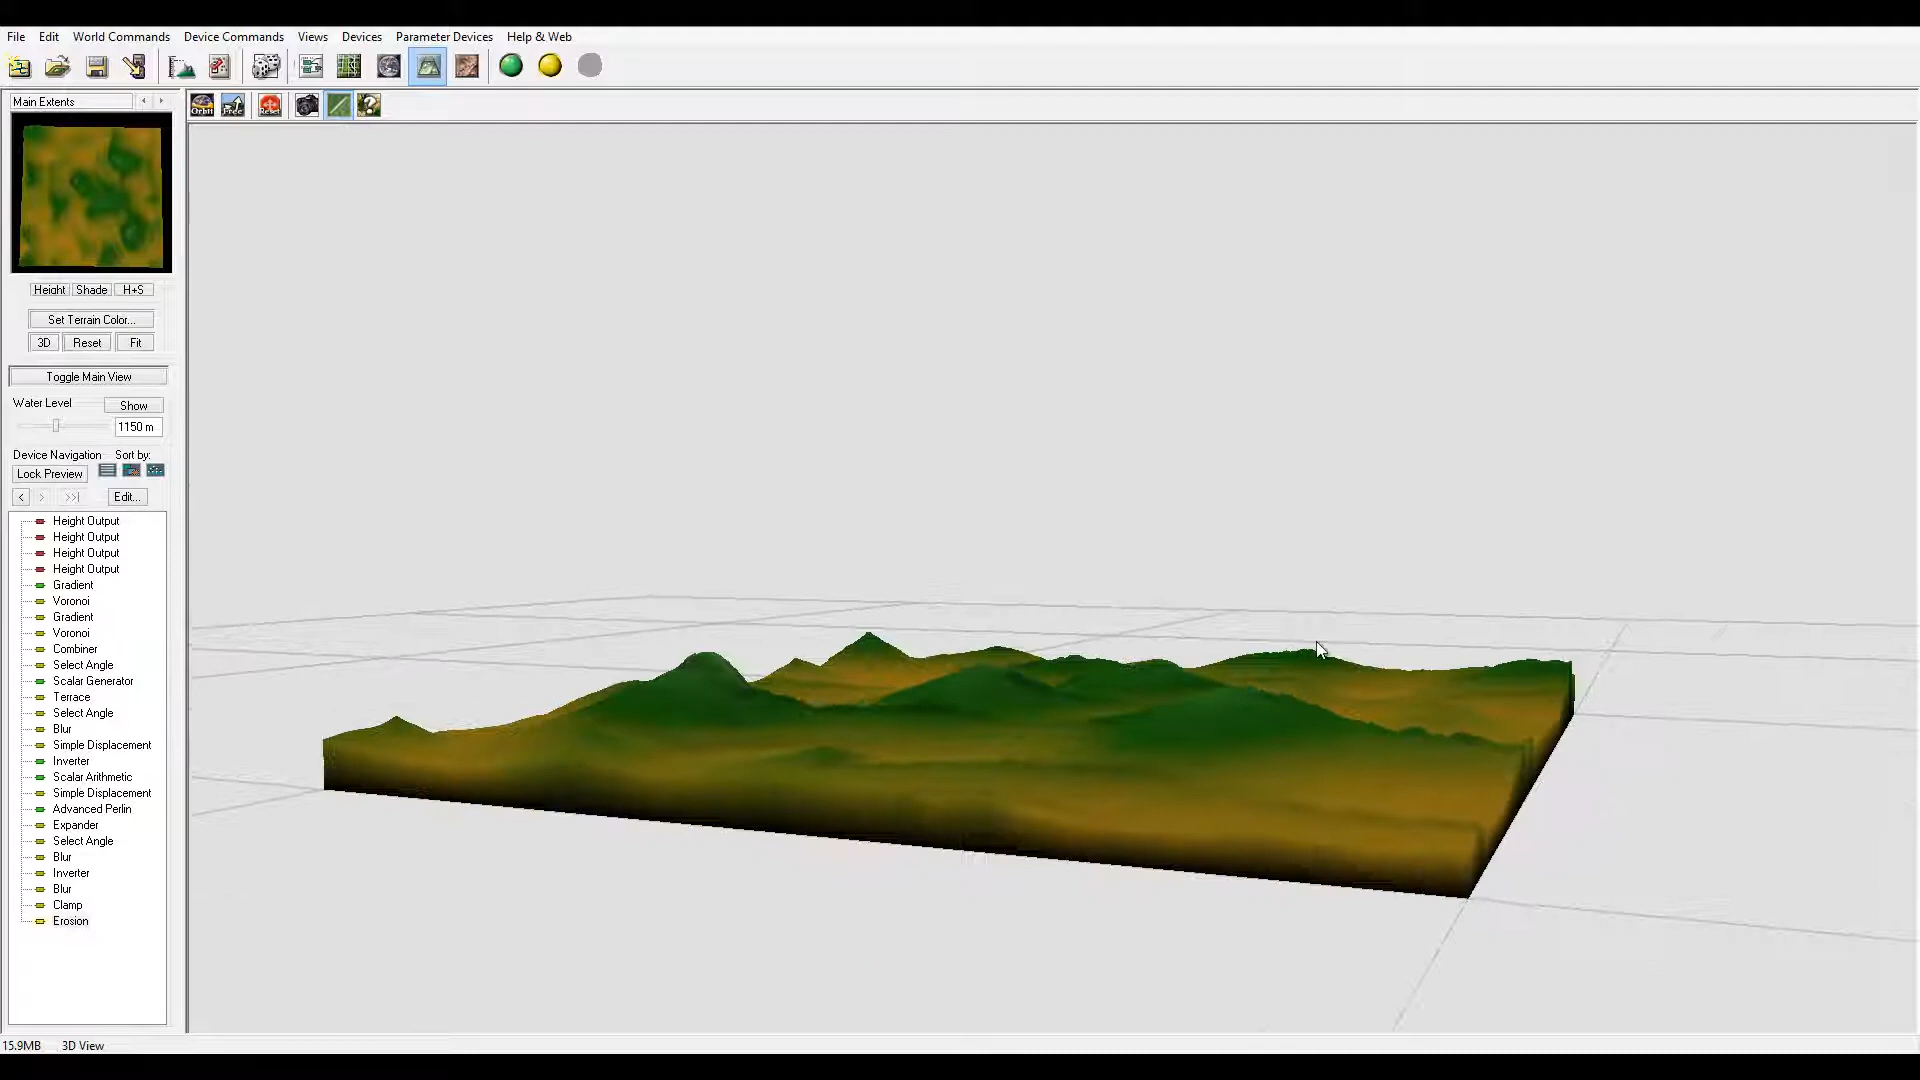 File Edit World Commands Device Commands Views Devices Parameter Devices Help & Web
Main Extents
Orbit Free Reset
Height Shade H+S
Set Terrain Color...
3D Reset Fit
Toggle Main View
Water Level Show
1150 m
Device Navigation Sort by:
Lock Preview
< > >>| Edit...
Height Output
Height Output
Height Output
Height Output
Gradient
Voronoi
Gradient
Voronoi
Combiner
Select Angle
Scalar Generator
Terrace
Select Angle
Blur
Simple Displacement
Inverter
Scalar Arithmetic
Simple Displacement
Advanced Perlin
Expander
Select Angle
Blur
Inverter
Blur
Clamp
Erosion
15.9MB 3D View